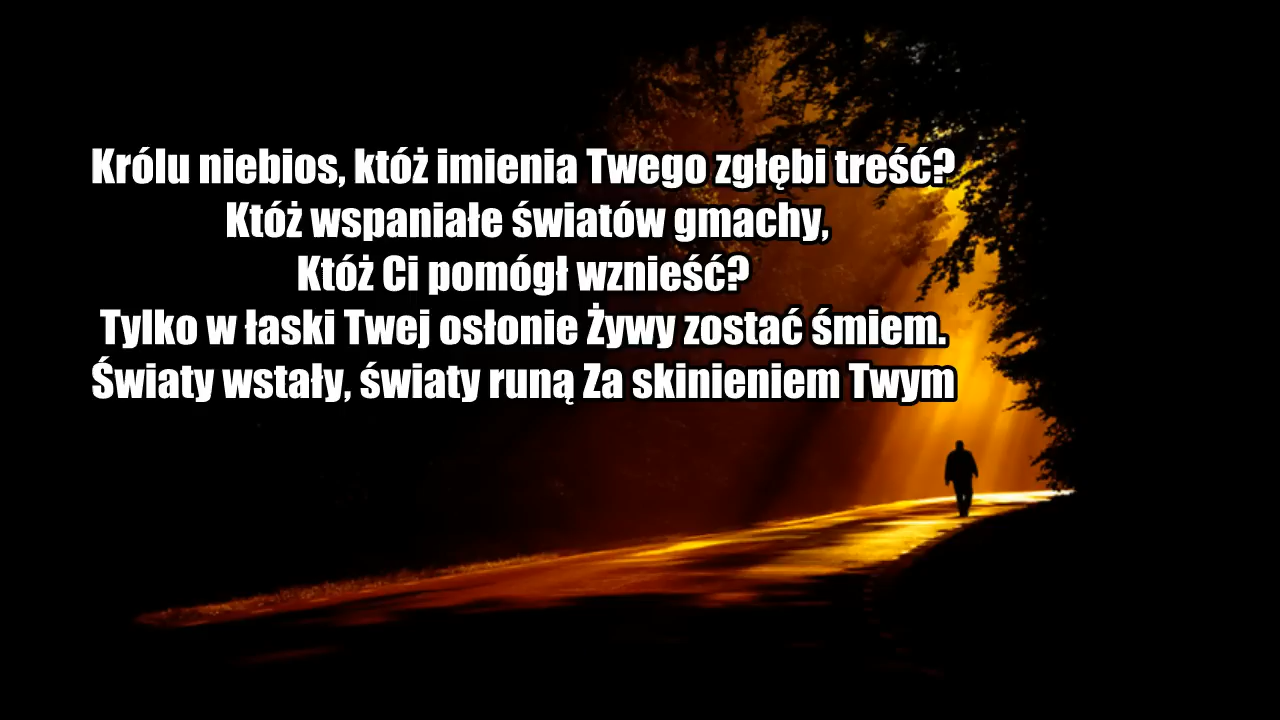 Królu niebios, któż imienia Twego zgłębi treść?
Któż wspaniałe światów gmachy,
Któż Ci pomógł wznieść?
Tylko w łaski Twej osłonie Żywy zostać śmiem.
Światy wstały, światy runą Za skinieniem Twym